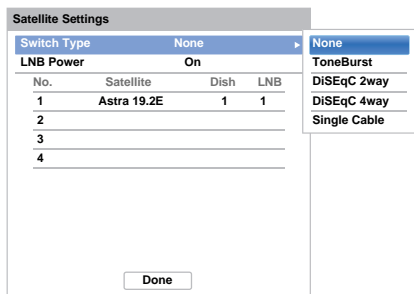 Satellite Settings
Switch Type None
LNB Power On
No. Satellite Dish LNB
1 Astra 19.2E 1 1
2
3
4
Done
None
ToneBurst
DiSEqC 2way
DiSEqC 4way
Single Cable